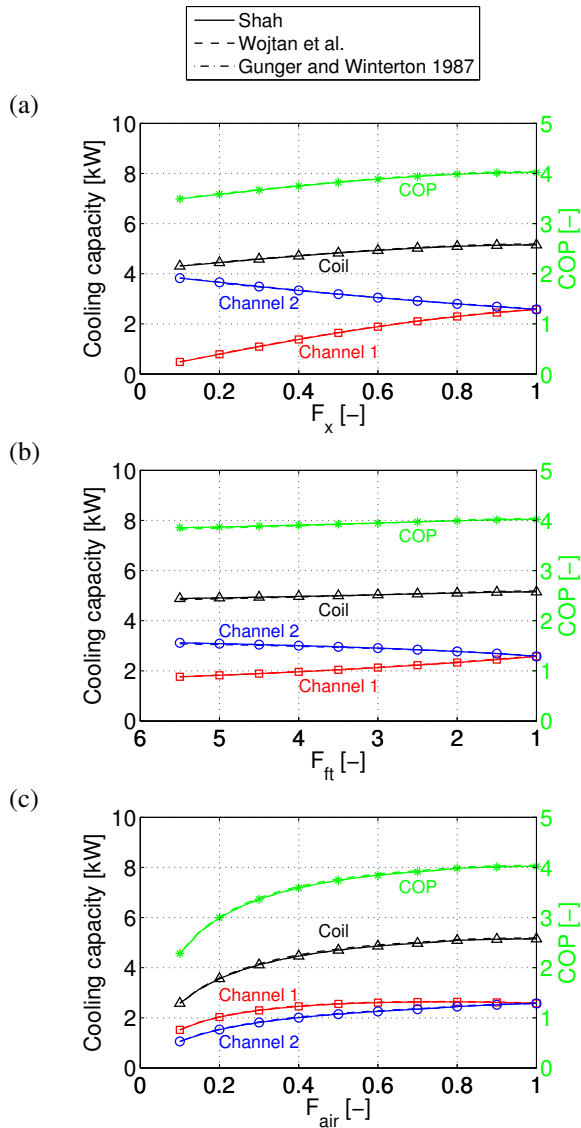 Shah
Wojtan et al.
Gunger and Winterton 1987
(a)
Cooling capacity [kW]
10
8
6
4
2
0
5
4
3
2
1
0
COP [–]
COP
Coil
Channel 2
Channel 1
0 0.2 0.4 0.6 0.8 1
F_x [–]
(b)
Cooling capacity [kW]
10
8
6
4
2
0
5
4
3
2
1
0
COP [–]
COP
Coil
Channel 2
Channel 1
6 5 4 3 2 1
F_ft [–]
(c)
Cooling capacity [kW]
10
8
6
4
2
0
5
4
3
2
1
0
COP [–]
COP
Coil
Channel 1
Channel 2
0 0.2 0.4 0.6 0.8 1
F_air [–]